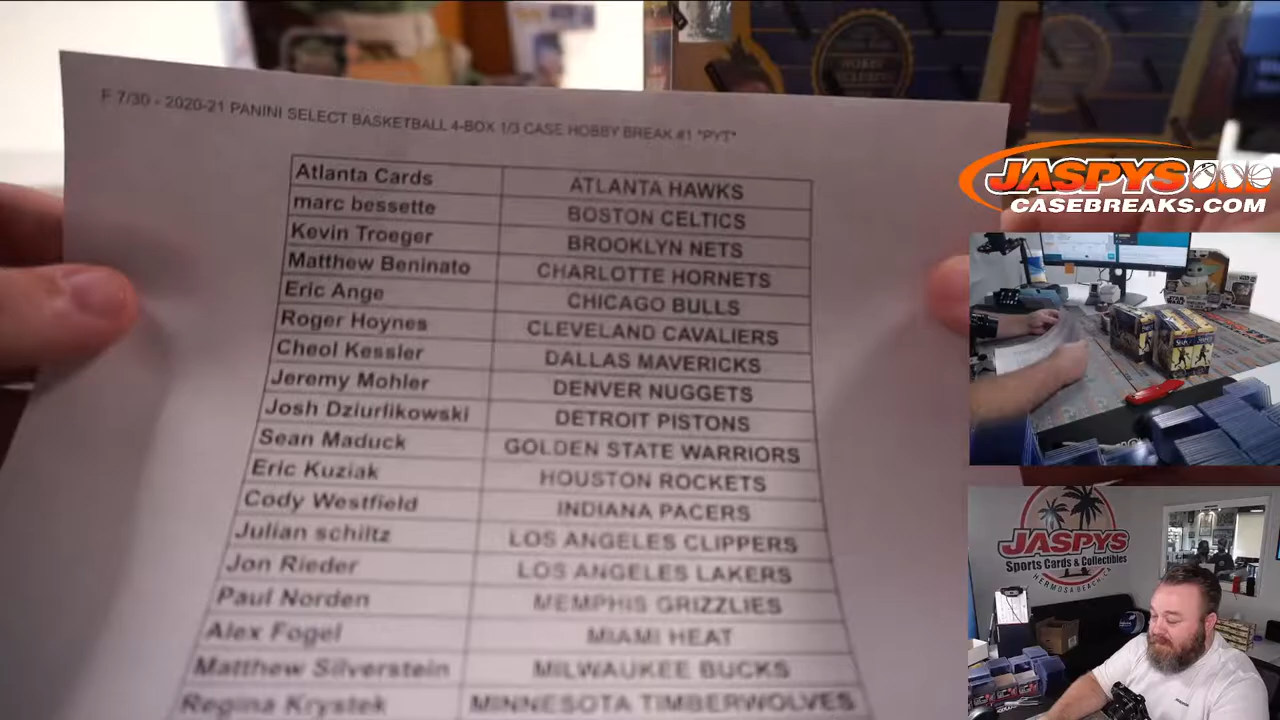 F 7/30 - 2020-21 PANINI SELECT BASKETBALL 4-BOX 1/3 CASE HOBBY BREAK #1 *PYT*
Atlanta Cards ATLANTA HAWKS
marc bessette BOSTON CELTICS
Kevin Troeger BROOKLYN NETS
Matthew Beninato CHARLOTTE HORNETS
Eric Ange CHICAGO BULLS
Roger Hoynes CLEVELAND CAVALIERS
Cheol Kessler DALLAS MAVERICKS
Jeremy Mohler DENVER NUGGETS
Josh Dziurlikowski DETROIT PISTONS
Sean Maduck GOLDEN STATE WARRIORS
Eric Kuziak HOUSTON ROCKETS
Cody Westfield INDIANA PACERS
Julian schiltz LOS ANGELES CLIPPERS
Jon Rieder LOS ANGELES LAKERS
Paul Norden MEMPHIS GRIZZLIES
Alex Fogel MIAMI HEAT
Matthew Silverstein MILWAUKEE BUCKS
Regina Krystek MINNESOTA TIMBERWOLVES
JASPYS
CASEBREAKS.COM
JASPYS
Sports Cards & Collectibles
HERMOSA BEACH, CA